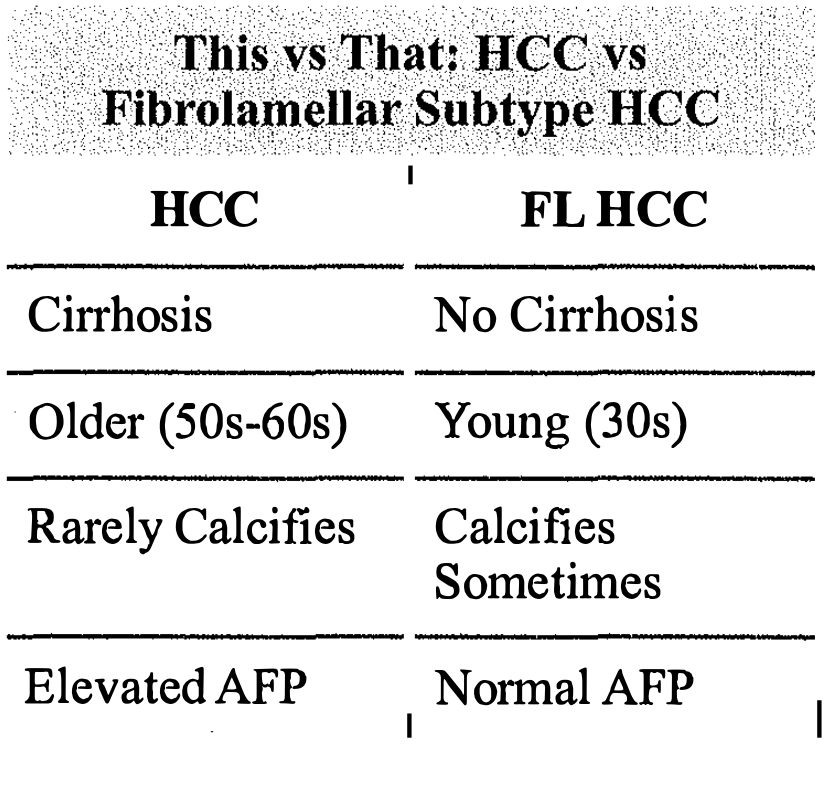 This vs That: HCC vs
Fibrolamellar Subtype HCC
HCC FL HCC
Cirrhosis No Cirrhosis
Older (50s-60s) Young (30s)
Rarely Calcifies Calcifies
Sometimes
Elevated AFP Normal AFP